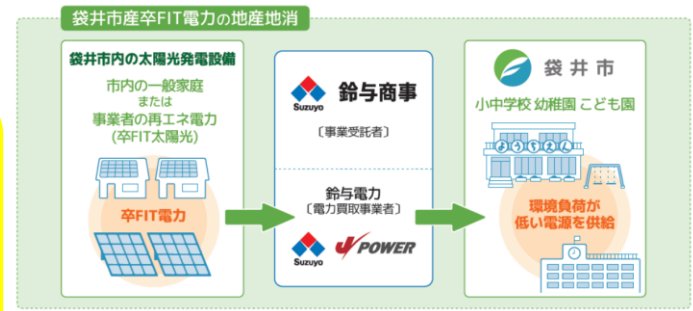 袋井市産卒FIT電力の地産地消
袋井市内の太陽光発電設備
市内の一般家庭
または
事業者の再エネ電力
(卒FIT太陽光)
卒FIT電力
Suzuyo
鈴与商事
〔事業受託者〕
鈴与電力
〔電力買取事業者〕
Suzuyo
POWER
袋井市
小中学校 幼稚園 こども園
ようちえん
環境負荷が
低い電源を供給